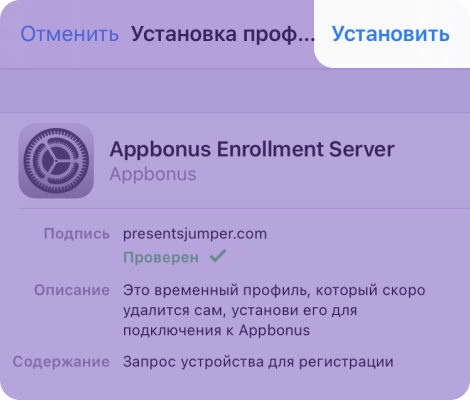 Отменить Установка проф... Установить
Appbonus Enrollment Server
Appbonus
Подпись presentsjumper.com
Проверен
Описание Это временный профиль, который скоро
удалится сам, установи его для
подключения к Appbonus
Содержание Запрос устройства для регистрации